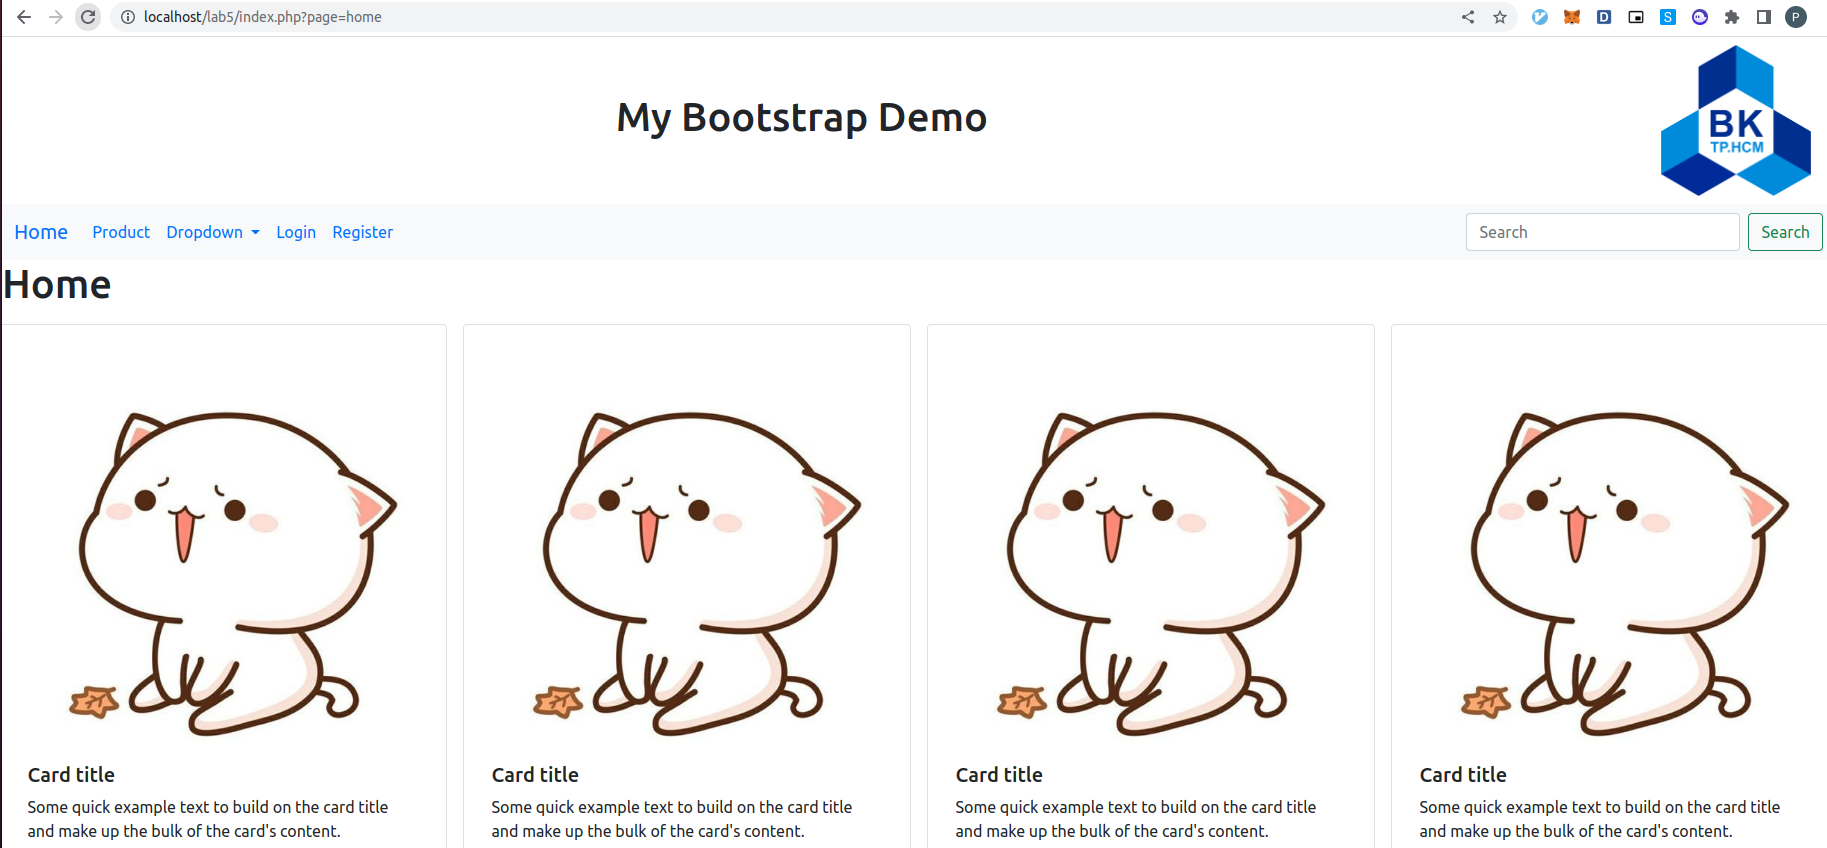 localhost/lab5/index.php?page=home
D
S
P
My Bootstrap Demo
BK
TP.HCM
Home Product Dropdown Login Register Search Search
Home
Card title
Some quick example text to build on the card title
and make up the bulk of the card's content.
Card title
Some quick example text to build on the card title
and make up the bulk of the card's content.
Card title
Some quick example text to build on the card title
and make up the bulk of the card's content.
Card title
Some quick example text to build on the card title
and make up the bulk of the card's content.